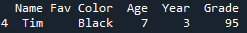 Name Fav Color Age Year Grade
4 Tim Black 7 3 95